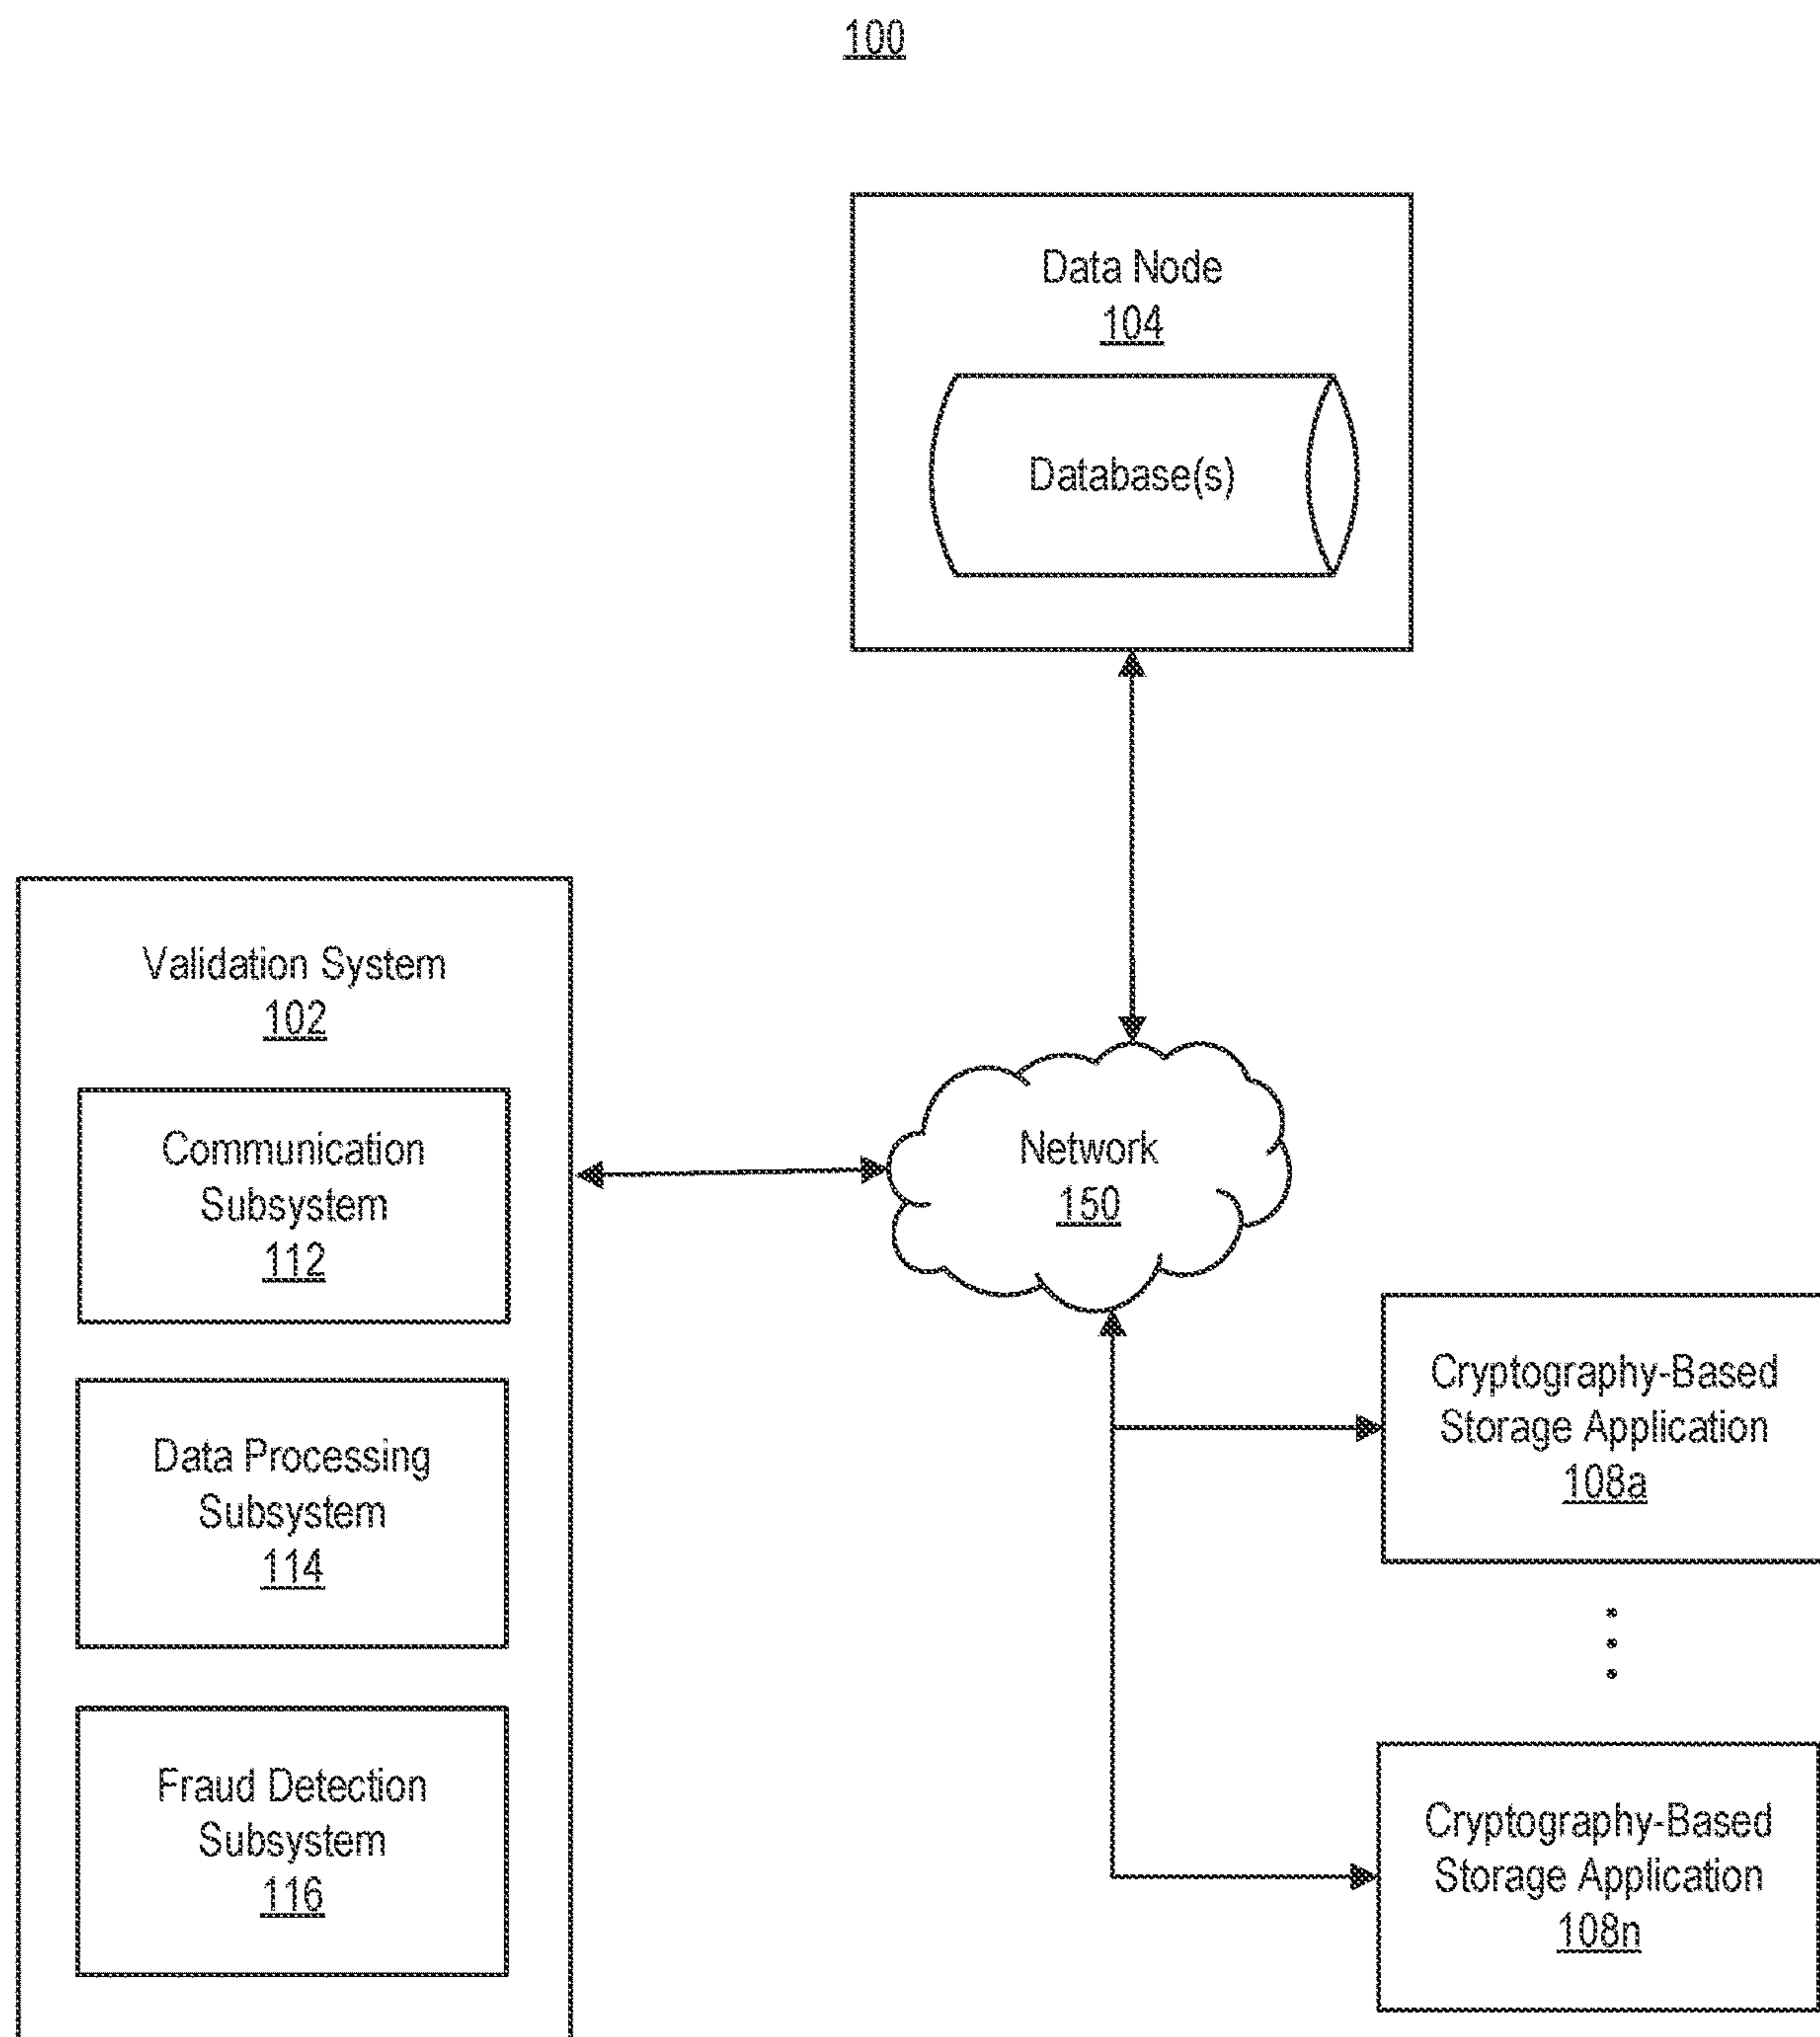 100
Data Node
104
Database(s)
Validation System
102
Communication
Subsystem
112
Data Processing
Subsystem
114
Fraud Detection
Subsystem
116
Network
150
Cryptography-Based
Storage Application
108a
Cryptography-Based
Storage Application
108n